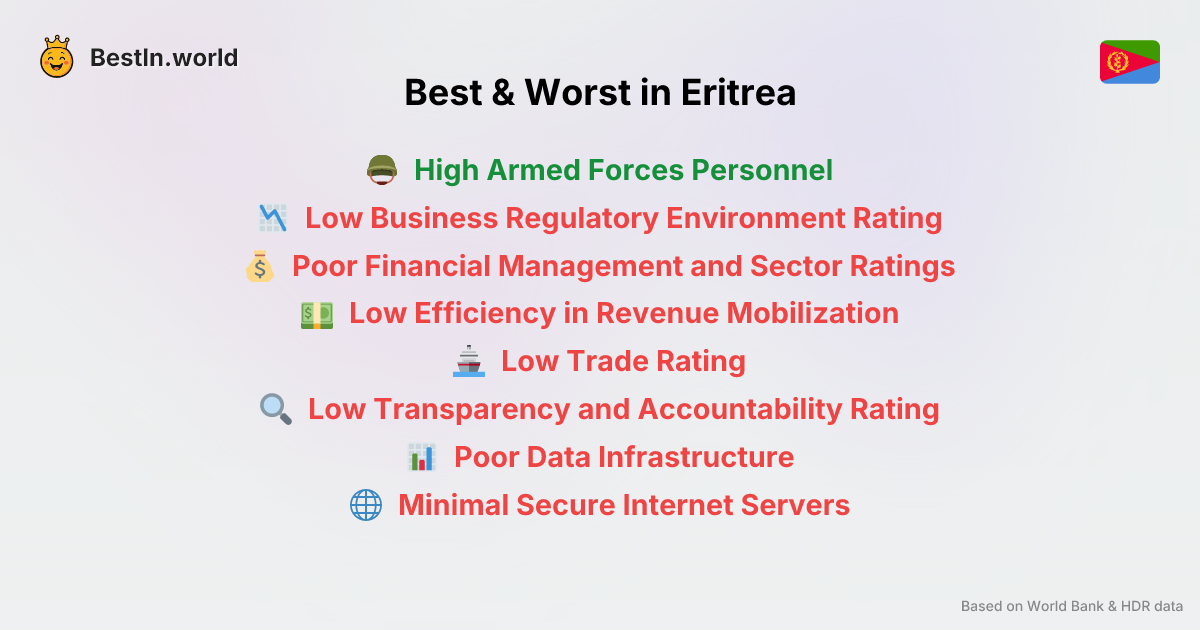 BestIn.world
Best & Worst in Eritrea
High Armed Forces Personnel
Low Business Regulatory Environment Rating
Poor Financial Management and Sector Ratings
Low Efficiency in Revenue Mobilization
Low Trade Rating
Low Transparency and Accountability Rating
Poor Data Infrastructure
Minimal Secure Internet Servers
Based on World Bank & HDR data